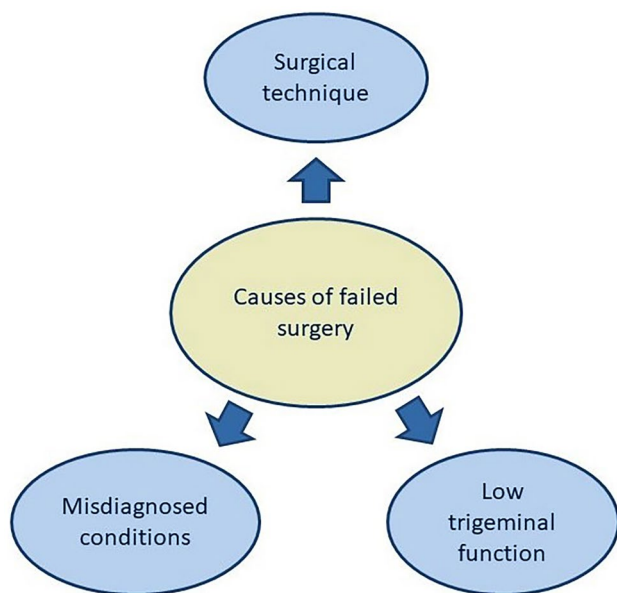 Surgical
technique
Causes of failed
surgery
Misdiagnosed
conditions
Low
trigeminal
function